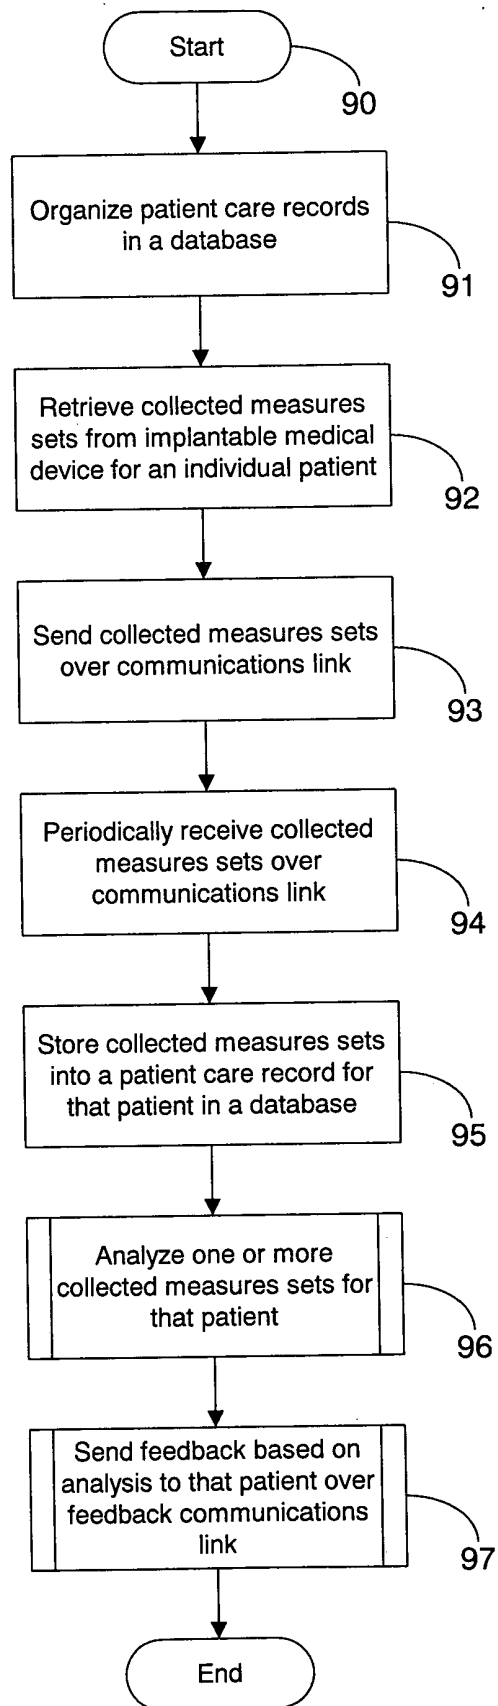 Start
90
Organize patient care records
in a database
91
Retrieve collected measures
sets from implantable medical
device for an individual patient
92
Send collected measures sets
over communications link
93
Periodically receive collected
measures sets over
communications link
94
Store collected measures sets
into a patient care record for
that patient in a database
95
Analyze one or more
collected measures sets for
that patient
96
Send feedback based on
analysis to that patient over
feedback communications
link
97
End